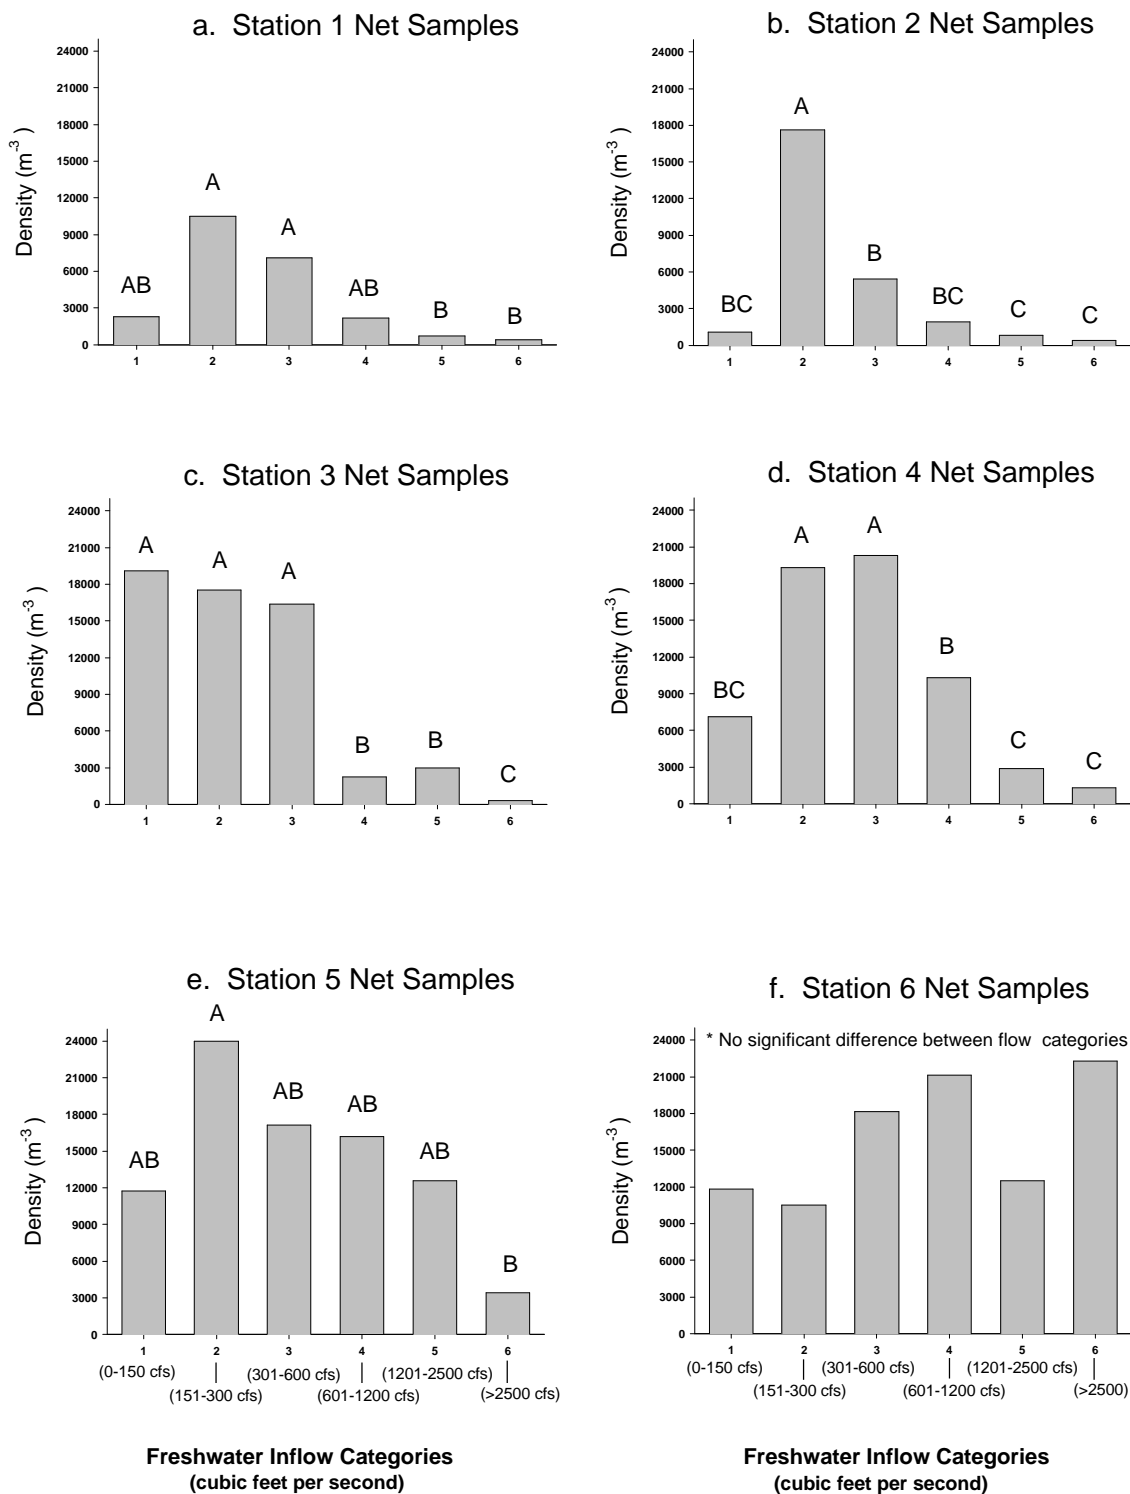 a. Station 1 Net Samples
24000
21000
18000
15000
12000
9000
6000
3000
0
Density (m-3 )
AB
A
A
AB
B
B
1 2 3 4 5 6
b. Station 2 Net Samples
24000
21000
18000
15000
12000
9000
6000
3000
0
Density (m-3 )
BC
A
B
BC
C
C
1 2 3 4 5 6
c. Station 3 Net Samples
24000
21000
18000
15000
12000
9000
6000
3000
0
Density (m-3 )
A
A
A
B
B
C
1 2 3 4 5 6
d. Station 4 Net Samples
24000
21000
18000
15000
12000
9000
6000
3000
0
Density (m-3 )
BC
A
A
B
C
C
1 2 3 4 5 6
e. Station 5 Net Samples
24000
21000
18000
15000
12000
9000
6000
3000
0
Density (m-3 )
AB
A
AB
AB
AB
B
1 2 3 4 5 6
(0-150 cfs) (301-600 cfs) (1201-2500 cfs)
(151-300 cfs) (601-1200 cfs) (>2500 cfs)
Freshwater Inflow Categories
(cubic feet per second)
f. Station 6 Net Samples
* No significant difference between flow categories
24000
21000
18000
15000
12000
9000
6000
3000
0
Density (m-3 )
1 2 3 4 5 6
(0-150 cfs) (301-600 cfs) (1201-2500 cfs)
(151-300 cfs) (601-1200 cfs) (>2500)
Freshwater Inflow Categories
(cubic feet per second)